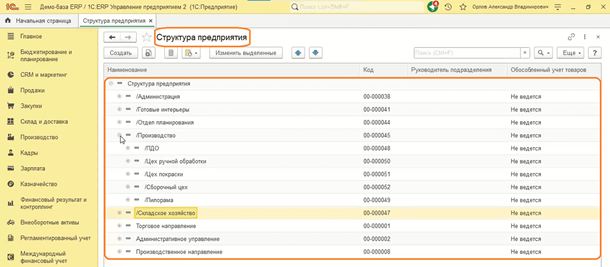 1С Демо-база ERP / 1С:ERP Управление предприятием 2 (1С:Предприятие)
Поиск Ctrl+Shift+F
Орлов Александр Владимирович
Начальная страница
Структура предприятия ×
Главное
Бюджетирование и планирование
CRM и маркетинг
Продажи
Закупки
Склад и доставка
Производство
Кадры
Зарплата
Казначейство
Финансовый результат и контроллинг
Внеоборотные активы
Регламентированный учет
Международный финансовый учет
Структура предприятия
Создать
Изменить выделенные
Поиск (Ctrl+F)
Еще
?
Наименование Код Руководитель подразделения Обособленный учет товаров
Структура предприятия
/Администрация 00-000038 Не ведется
/Готовые интерьеры 00-000041 Не ведется
/Отдел планирования 00-000044 Не ведется
/Производство 00-000045 Не ведется
/ПДО 00-000048 Не ведется
/Цех ручной обработки 00-000050 Не ведется
/Цех покраски 00-000051 Не ведется
/Сборочный цех 00-000052 Не ведется
/Пилорама 00-000049 Не ведется
/Складское хозяйство 00-000047 Не ведется
Торговое направление 00-000001 Не ведется
Административное управление 00-000002 Не ведется
Производственное направление 00-000008 Не ведется